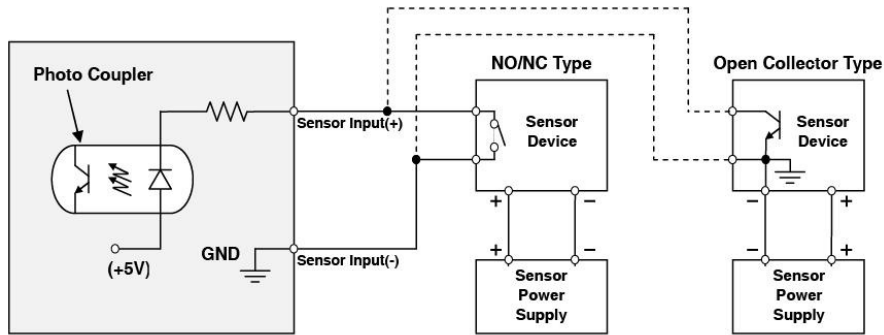 NO/NC Type
Open Collector Type
Photo Coupler
Sensor Input(+)
Sensor
Device
Sensor
Device
+
−
−
+
GND
(+5V)
Sensor Input(-)
+
−
−
+
Sensor
Power
Supply
Sensor
Power
Supply